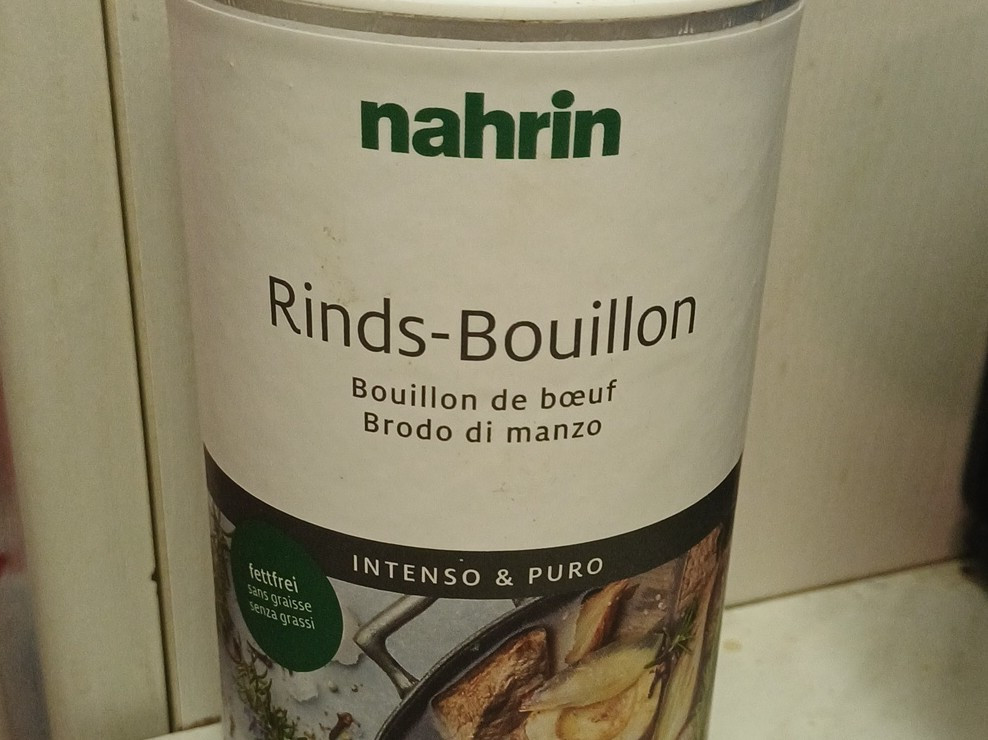 nahrin
Rinds-Bouillon
Bouillon de bœuf
Brodo di manzo
INTENSO & PURO
fettfrei
sans graisse
senza grassi